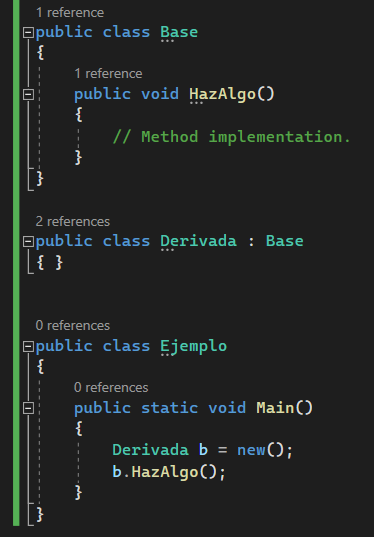 1 reference
public class Base
{
1 reference
public void HazAlgo()
{
// Method implementation.
}
}
2 references
public class Derivada : Base
{ }
0 references
public class Ejemplo
{
0 references
public static void Main()
{
Derivada b = new();
b.HazAlgo();
}
}